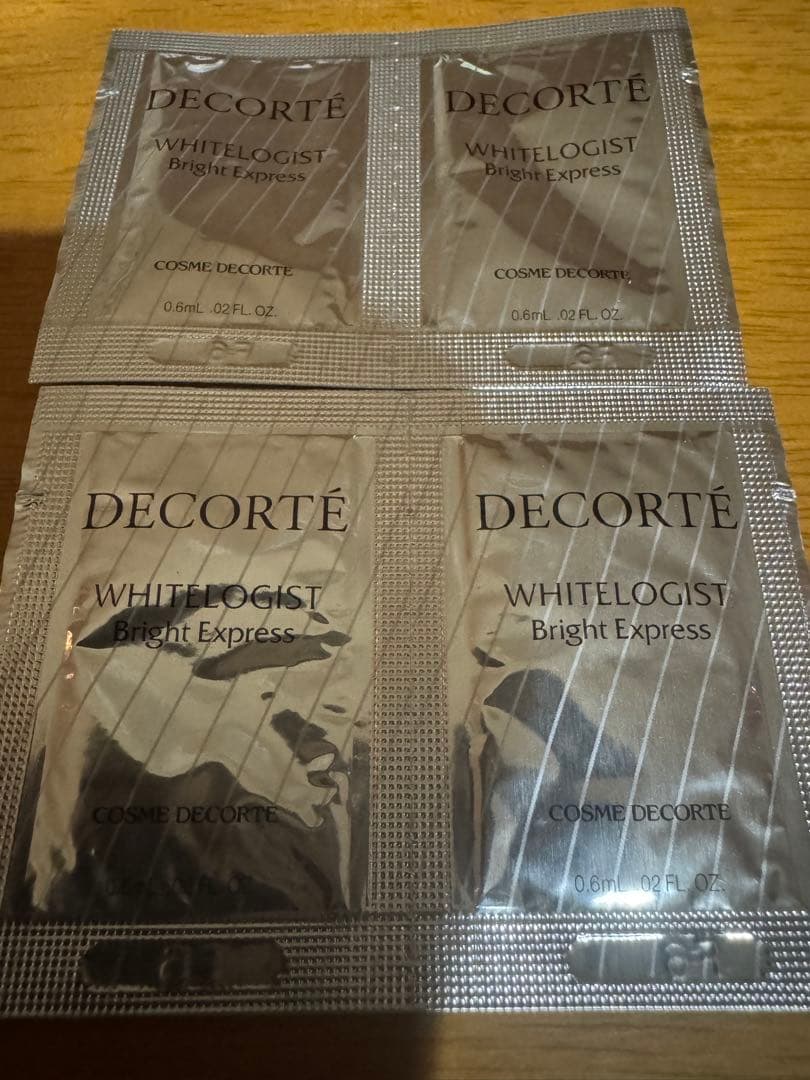 DECORTÉ
WHITELOGIST
Bright Express
COSME DECORTE
0.6mL .02 FL. OZ.
DECORTÉ
WHITELOGIST
Bright Express
COSME DECORTE
0.6mL .02 FL. OZ.
DECORTÉ
WHITELOGIST
Bright Express
COSME DECORTE
DECORTÉ
WHITELOGIST
Bright Express
COSME DECORTE
0.6mL .02 FL. OZ.